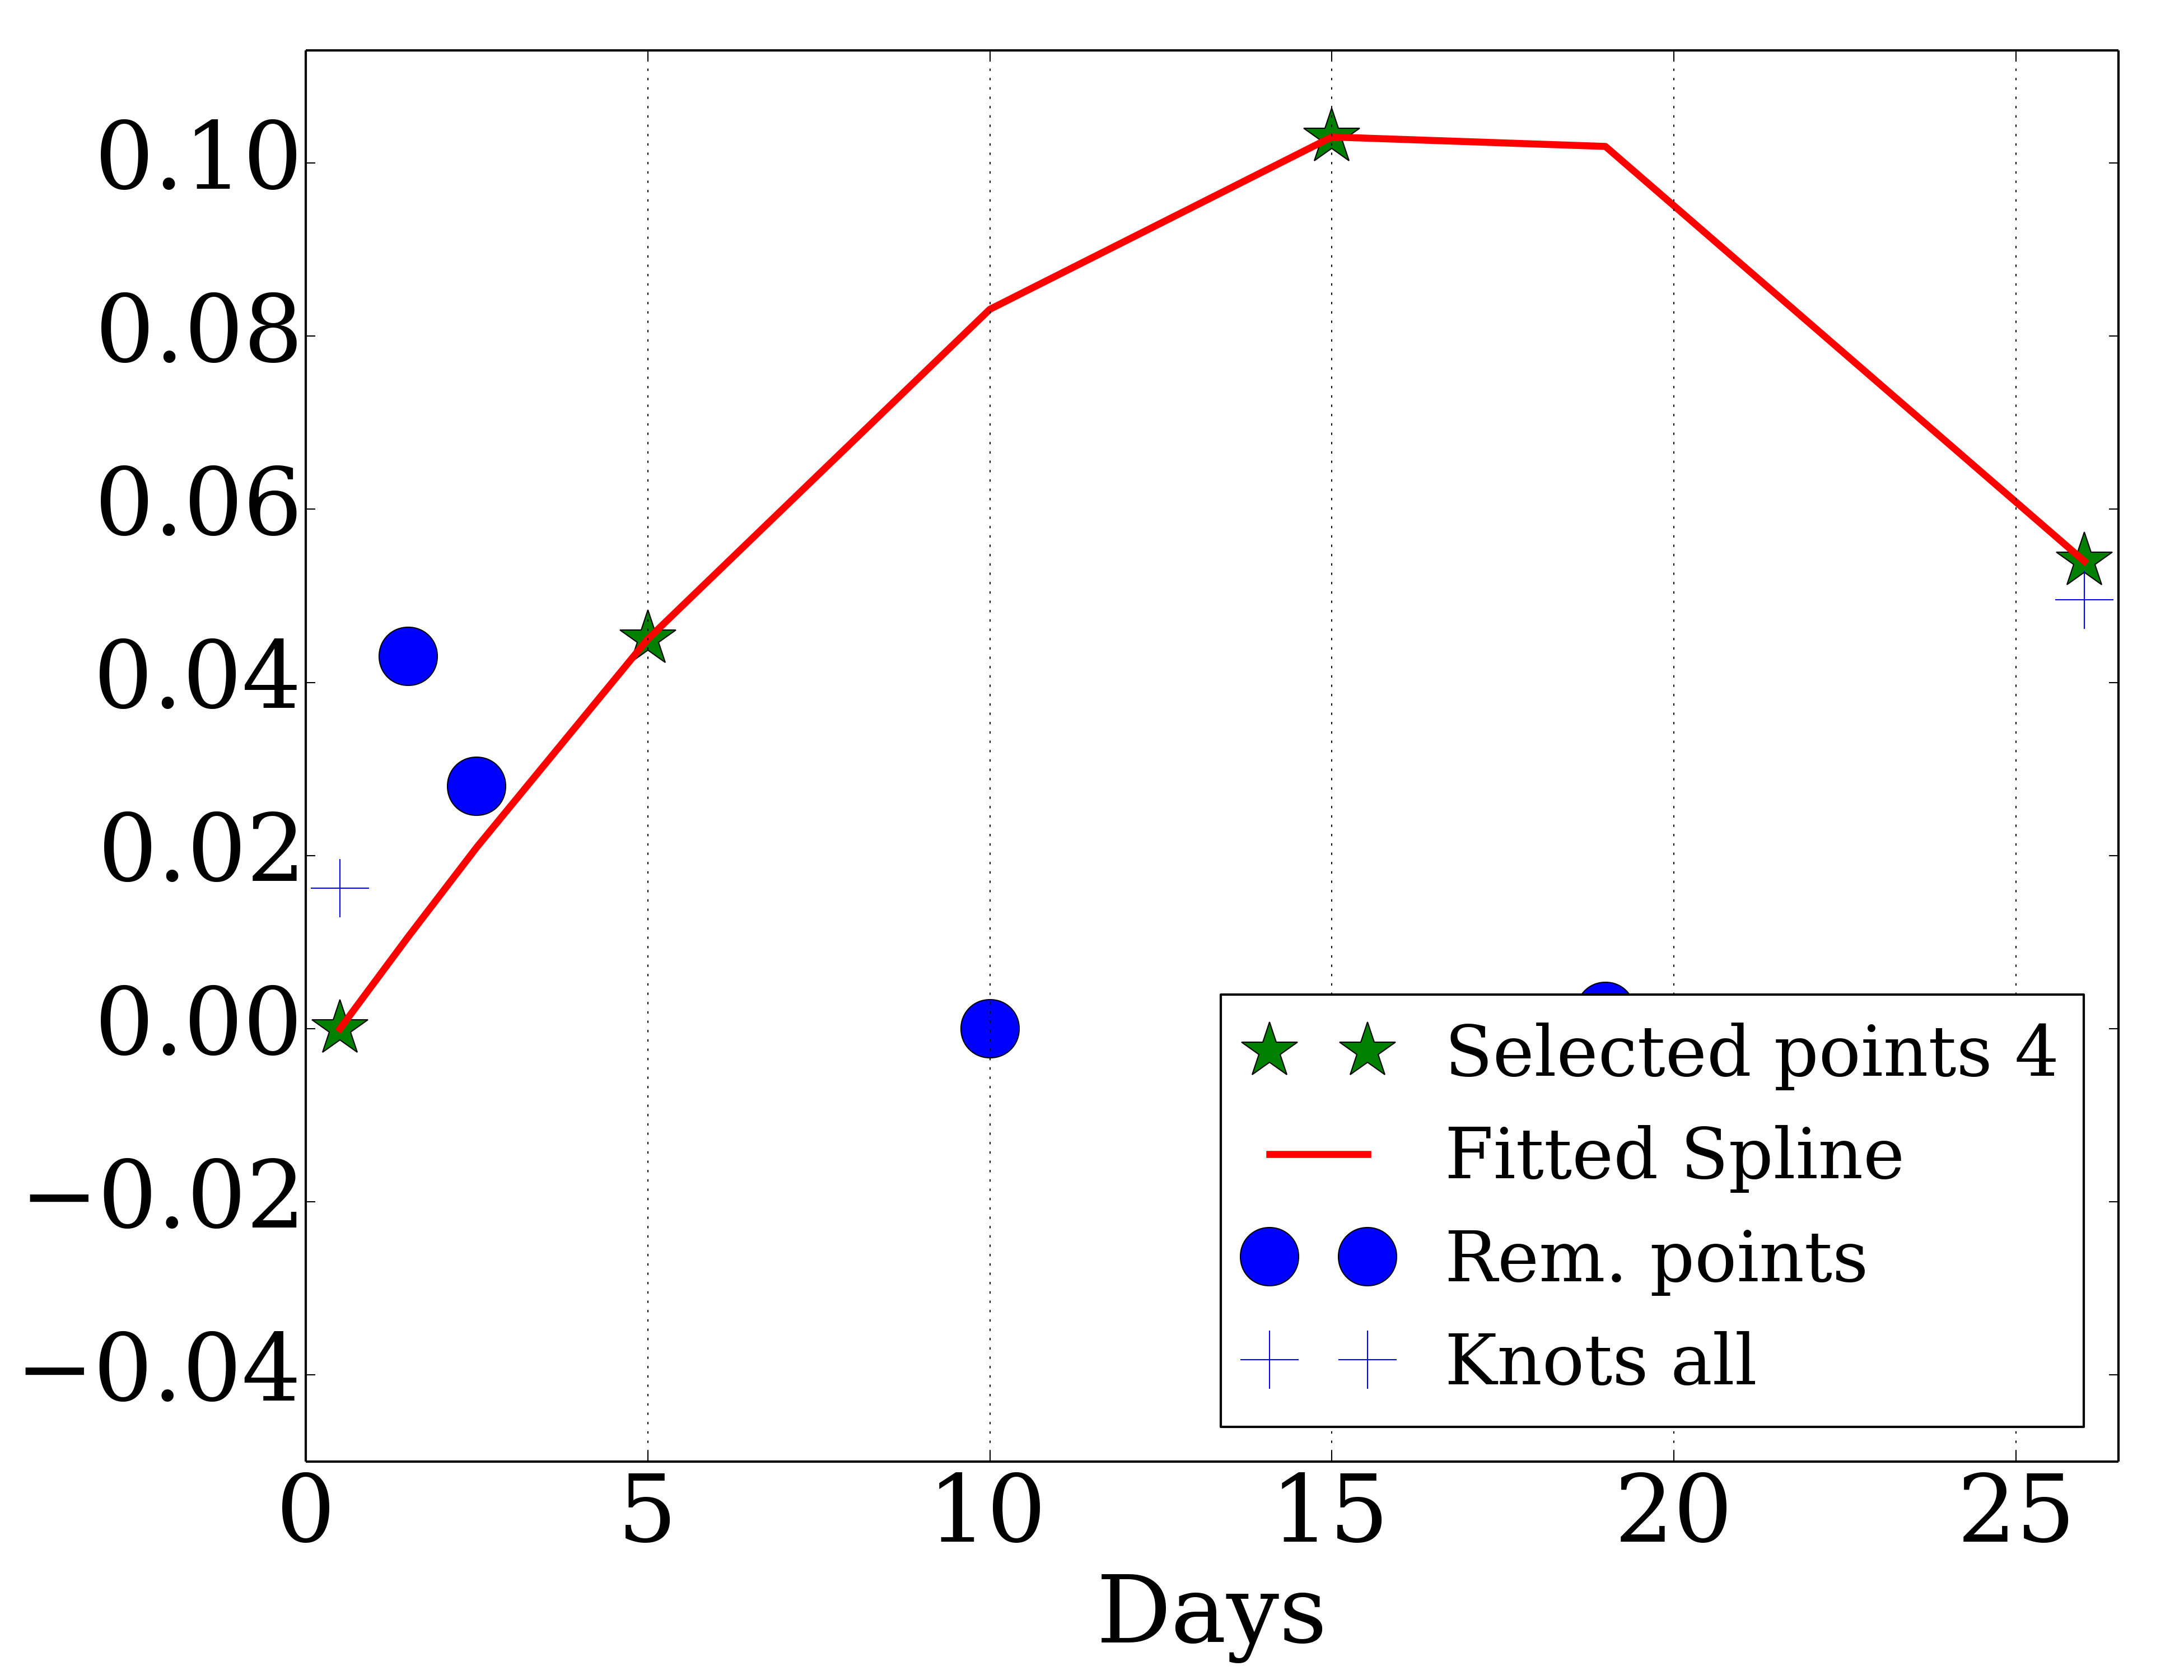 0.10
0.08
0.06
0.04
0.02
0.00
−0.02
−0.04
Selected points 4
Fitted Spline
Rem. points
Knots all
0 5 10 15 20 25
Days